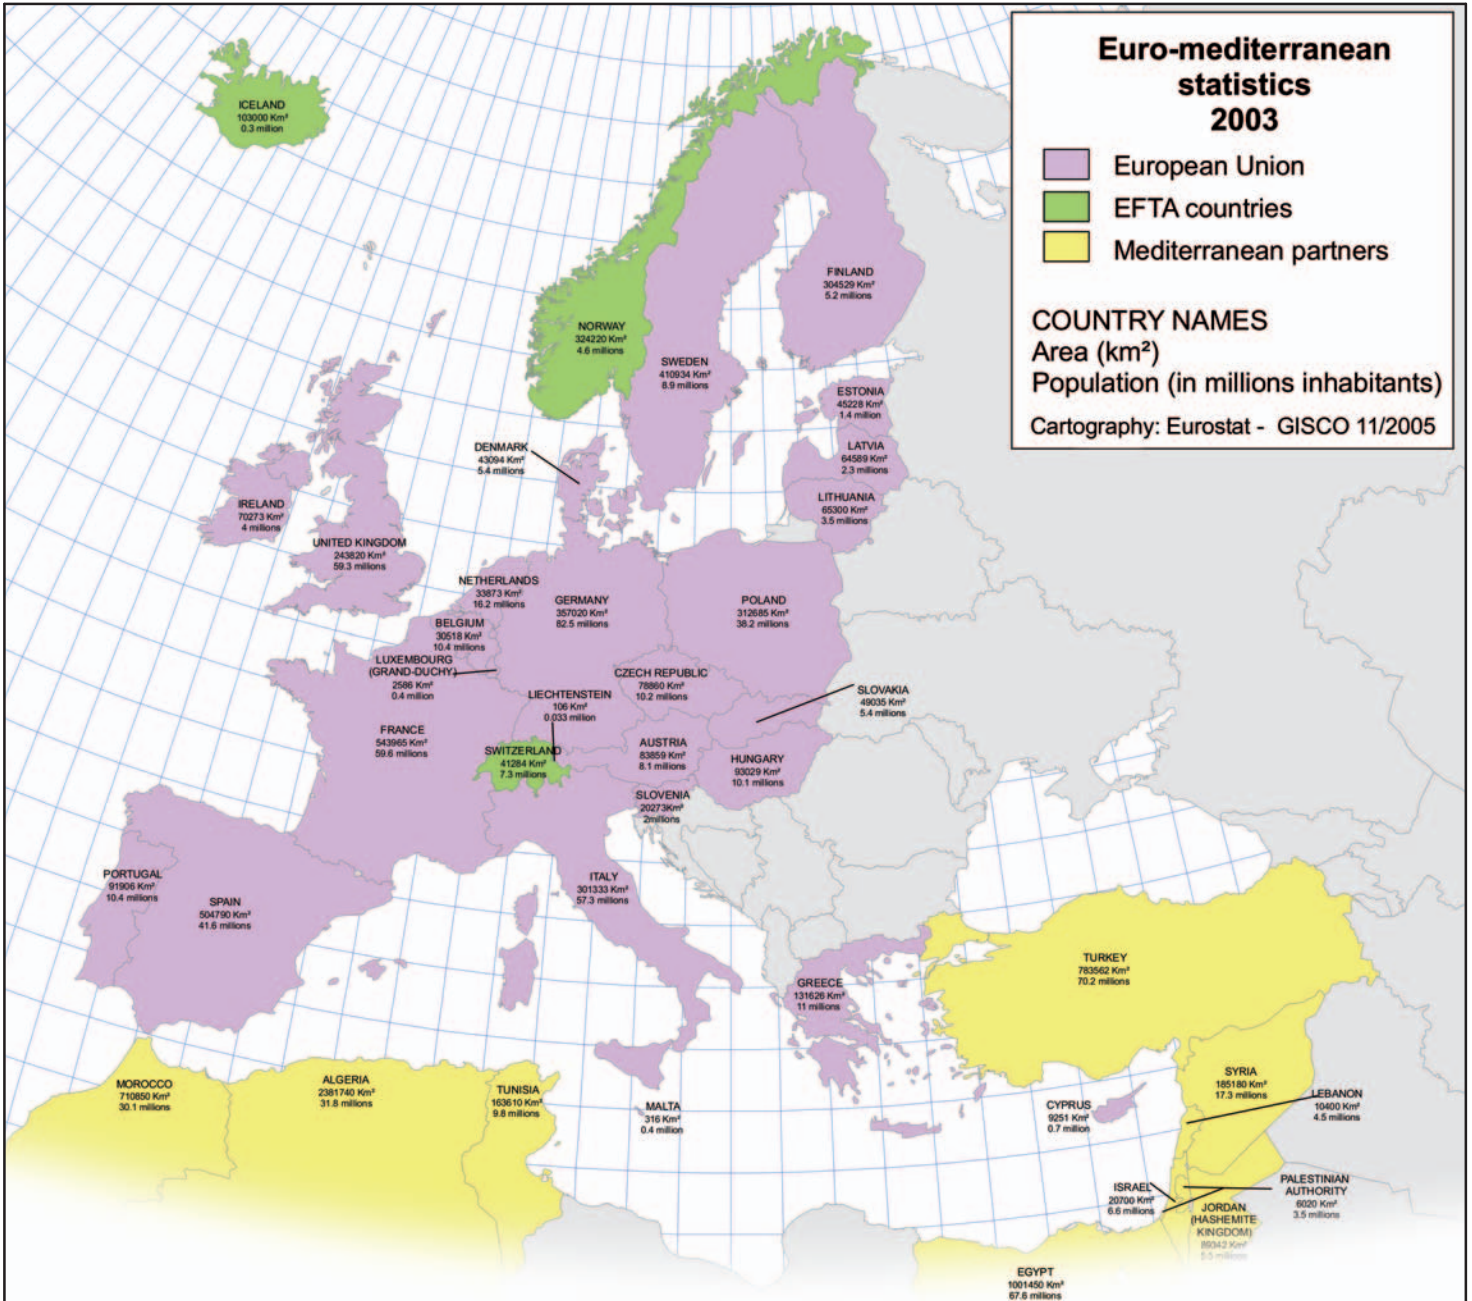 Euro-mediterranean
statistics
2003
European Union
EFTA countries
Mediterranean partners
COUNTRY NAMES
Area (km²)
Population (in millions inhabitants)
Cartography: Eurostat - GISCO 11/2005
ICELAND
103000 Km²
0.3 million
NORWAY
324220 Km²
4.6 millions
FINLAND
304529 Km²
5.2 millions
SWEDEN
410934 Km²
8.9 millions
ESTONIA
45228 Km²
1.4 million
LATVIA
64589 Km²
2.3 millions
LITHUANIA
65300 Km²
3.5 millions
DENMARK
43094 Km²
5.4 millions
IRELAND
70273 Km²
4 millions
UNITED KINGDOM
243820 Km²
59.3 millions
NETHERLANDS
33873 Km²
16.2 millions
GERMANY
357020 Km²
82.5 millions
POLAND
312685 Km²
38.2 millions
BELGIUM
30518 Km²
10.4 millions
LUXEMBOURG
(GRAND-DUCHY)
2586 Km²
0.4 million
CZECH REPUBLIC
78860 Km²
10.2 millions
SLOVAKIA
49035 Km²
5.4 millions
LIECHTENSTEIN
106 Km²
0.033 million
FRANCE
543965 Km²
59.6 millions
SWITZERLAND
41284 Km²
7.3 millions
AUSTRIA
83859 Km²
8.1 millions
HUNGARY
93029 Km²
10.1 millions
SLOVENIA
20273Km²
2millions
PORTUGAL
91906 Km²
10.4 millions
SPAIN
504790 Km²
41.6 millions
ITALY
301333 Km²
57.3 millions
GREECE
131626 Km²
11 millions
TURKEY
783562 Km²
70.2 millions
MOROCCO
710850 Km²
30.1 millions
ALGERIA
2381740 Km²
31.8 millions
TUNISIA
163610 Km²
9.8 millions
MALTA
316 Km²
0.4 million
CYPRUS
9251 Km²
0.7 million
SYRIA
185180 Km²
17.3 millions
LEBANON
10400 Km²
4.5 millions
ISRAEL
20700 Km²
6.6 millions
PALESTINIAN
AUTHORITY
6020 Km²
3.5 millions
JORDAN
(HASHEMITE
KINGDOM)
89342 Km²
millions
EGYPT
1001450 Km²
67.6 millions